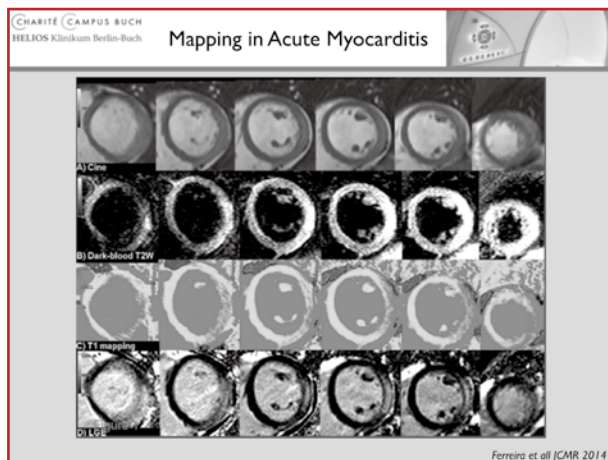 CHARITÉ CAMPUS BUCH
HELIOS Klinikum Berlin-Buch
Mapping in Acute Myocarditis
A) Cine
B) Dark-blood T2W
C) T1 mapping
D) LGE
Ferreira et all JCMR 2014